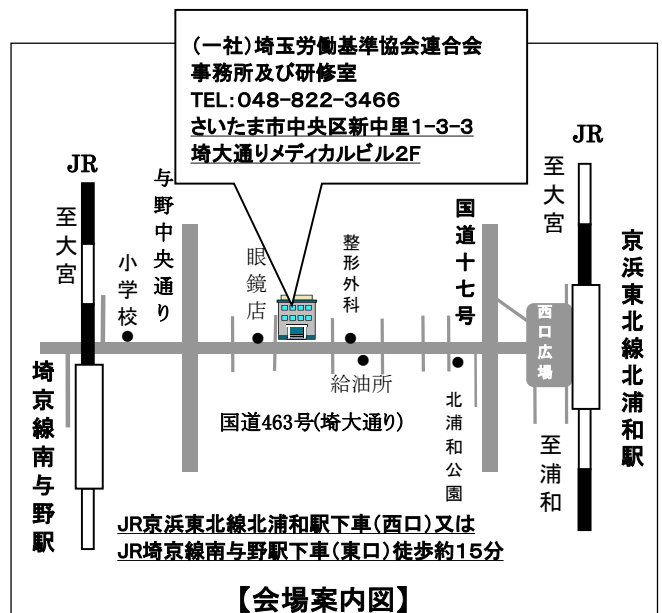 （一社）埼玉労働基準協会連合会
事務所及び研修室
TEL：048-822-3466
さいたま市中央区新中里1-3-3
埼大通りメディカルビル2F
JR
JR
至大宮
与野中央通り
国道十七号
至大宮
小学校
眼鏡店
整形外科
京浜東北線北浦和駅
西口広場
埼京線南与野駅
給油所
北浦和公園
国道463号(埼大通り)
至浦和
JR京浜東北線北浦和駅下車（西口）又は
JR埼京線南与野駅下車（東口）徒歩約15分
【会場案内図】